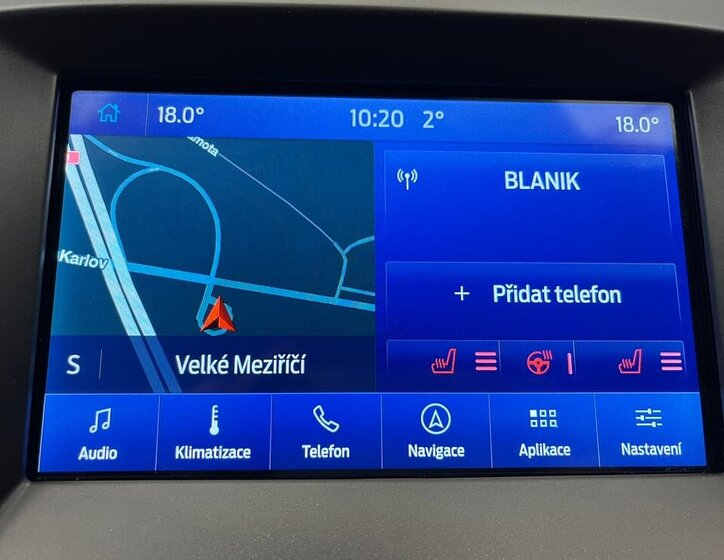 18.0°
10:20 2°
18.0°
BLANIK
Karlov
+ Přidat telefon
S
Velké Meziříčí
Audio
Klimatizace
Telefon
Navigace
Aplikace
Nastavení